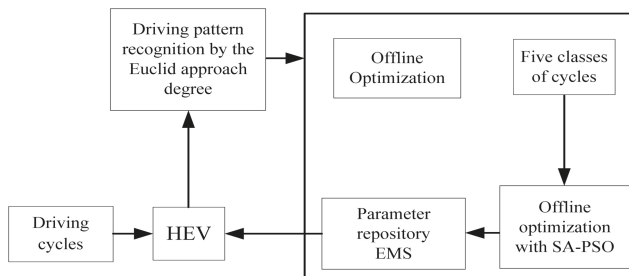 Driving pattern
recognition by the
Euclid approach
degree
Offline
Optimization
Five classes
of cycles
Driving
cycles
HEV
Parameter
repository
EMS
Offline
optimization
with SA-PSO